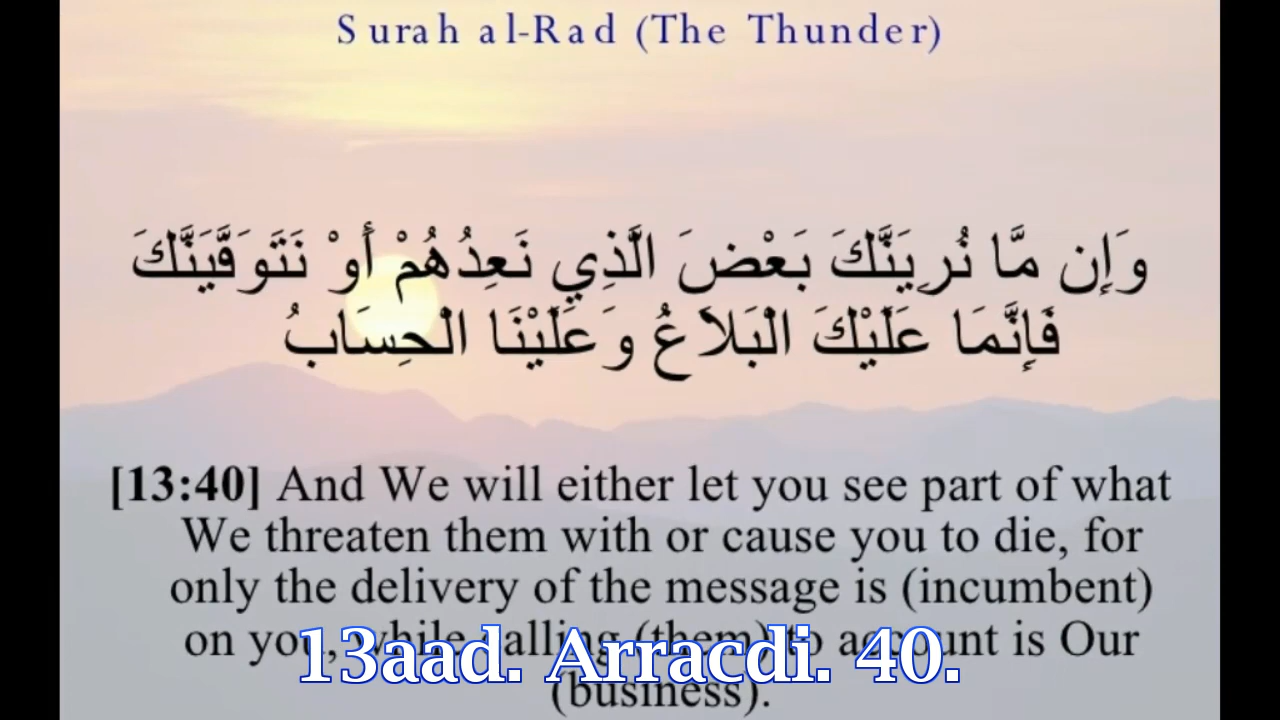 Surah al-Rad (The Thunder)
وَإِن مَّا نُرِيَنَّكَ بَعْضَ الَّذِي نَعِدُهُمْ أَوْ نَتَوَفَّيَنَّكَ
فَإِنَّمَا عَلَيْكَ الْبَلاَغُ وَعَلَيْنَا الْحِسَابُ
[13:40] And We will either let you see part of what
We threaten them with or cause you to die, for
only the delivery of the message is (incumbent)
on you, while calling (them) to account is Our
13aad. Arracdi. 40.
(business).